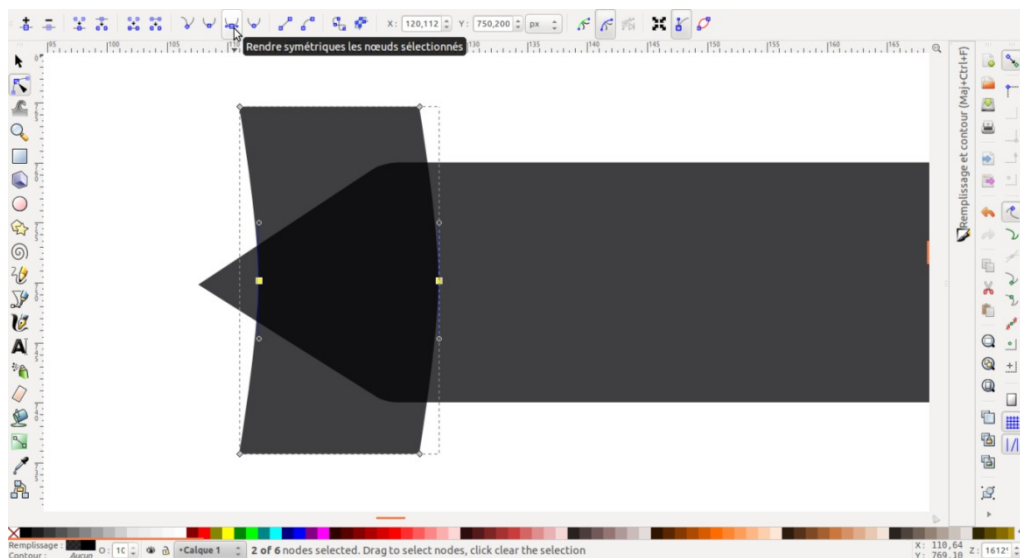 X: 120,112 Y: 750,200 px
Rendre symétriques les nœuds sélectionnés
Remplissage et contour (Maj+Ctrl+F)
Remplissage :
Contour : Aucun
O: 10
•Calque 1
2 of 6 nodes selected. Drag to select nodes, click clear the selection
X: 110,64
Y: 769,10
Z: 1612